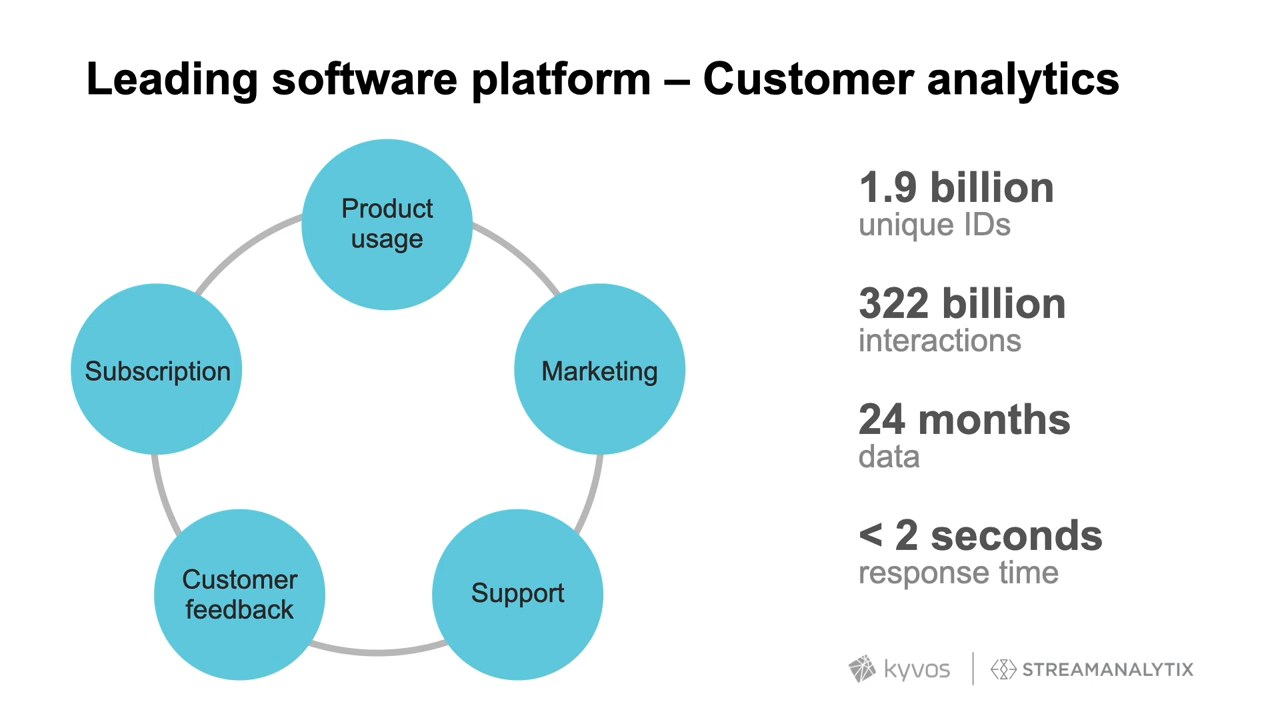 Leading software platform – Customer analytics
Product
usage
Marketing
Support
Customer
feedback
Subscription
1.9 billion
unique IDs
322 billion
interactions
24 months
data
< 2 seconds
response time
kyvos
STREAMANALYTIX